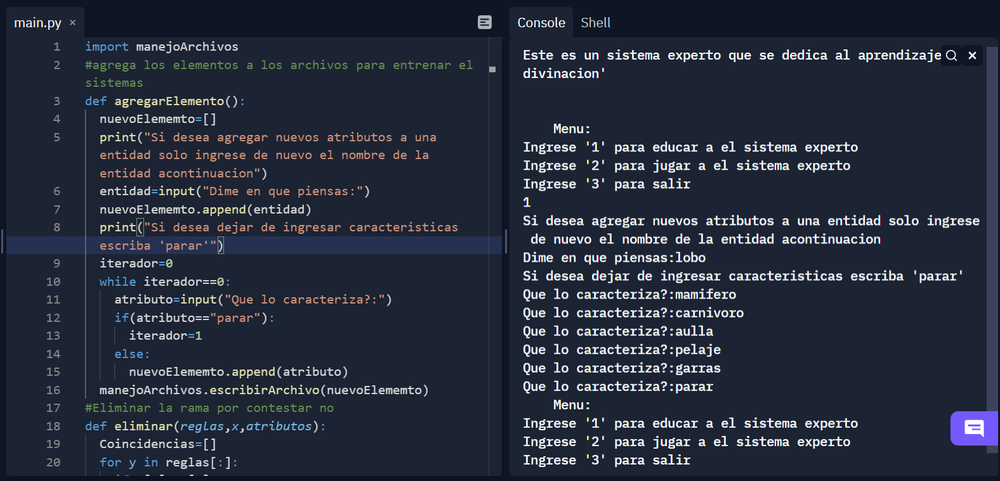 main.py ×
1 import manejoArchivos
2 #agrega los elementos a los archivos para entrenar el
sistemas
3 def agregarElemento():
4 nuevoElememto=[]
5 print("Si desea agregar nuevos atributos a una
entidad solo ingrese de nuevo el nombre de la
entidad acontinuacion")
6 entidad=input("Dime en que piensas:")
7 nuevoElememto.append(entidad)
8 print("Si desea dejar de ingresar caracteristicas
escriba 'parar'")
9 iterador=0
10 while iterador==0:
11 atributo=input("Que lo caracteriza?:")
12 if(atributo=="parar"):
13 iterador=1
14 else:
15 nuevoElememto.append(atributo)
16 manejoArchivos.escribirArchivo(nuevoElememto)
17 #Eliminar la rama por contestar no
18 def eliminar(reglas,x,atributos):
19 Coincidencias=[]
20 for y in reglas[:]:
Console Shell
Este es un sistema experto que se dedica al aprendizaje
divinacion'
Menu:
Ingrese '1' para educar a el sistema experto
Ingrese '2' para jugar a el sistema experto
Ingrese '3' para salir
1
Si desea agregar nuevos atributos a una entidad solo ingrese
de nuevo el nombre de la entidad acontinuacion
Dime en que piensas:lobo
Si desea dejar de ingresar caracteristicas escriba 'parar'
Que lo caracteriza?:mamifero
Que lo caracteriza?:carnivoro
Que lo caracteriza?:aulla
Que lo caracteriza?:pelaje
Que lo caracteriza?:garras
Que lo caracteriza?:parar
Menu:
Ingrese '1' para educar a el sistema experto
Ingrese '2' para jugar a el sistema experto
Ingrese '3' para salir